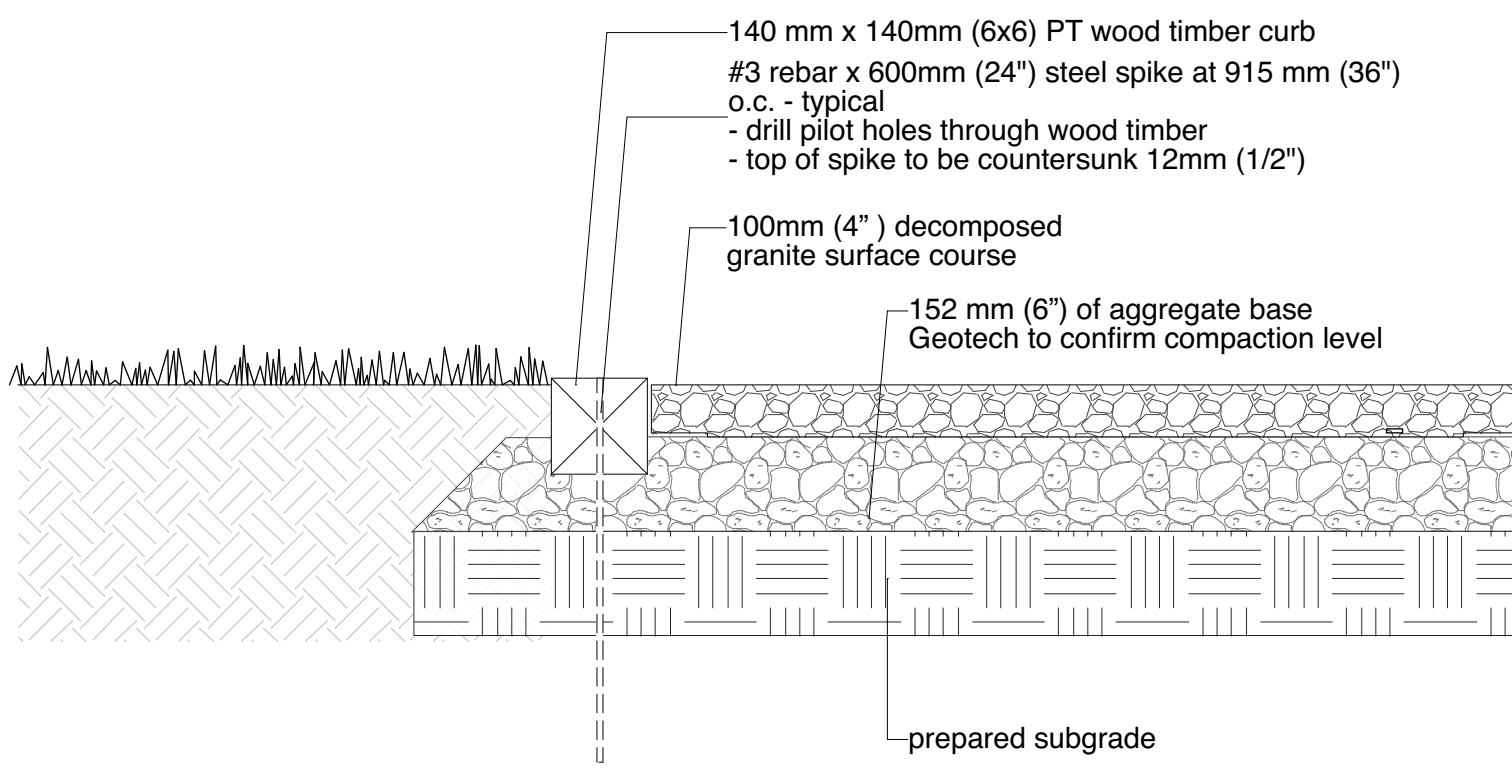 140 mm x 140mm (6x6) PT wood timber curb
#3 rebar x 600mm (24") steel spike at 915 mm (36")
o.c. - typical
- drill pilot holes through wood timber
- top of spike to be countersunk 12mm (1/2")
100mm (4” ) decomposed
granite surface course
152 mm (6”) of aggregate base
Geotech to confirm compaction level
prepared subgrade